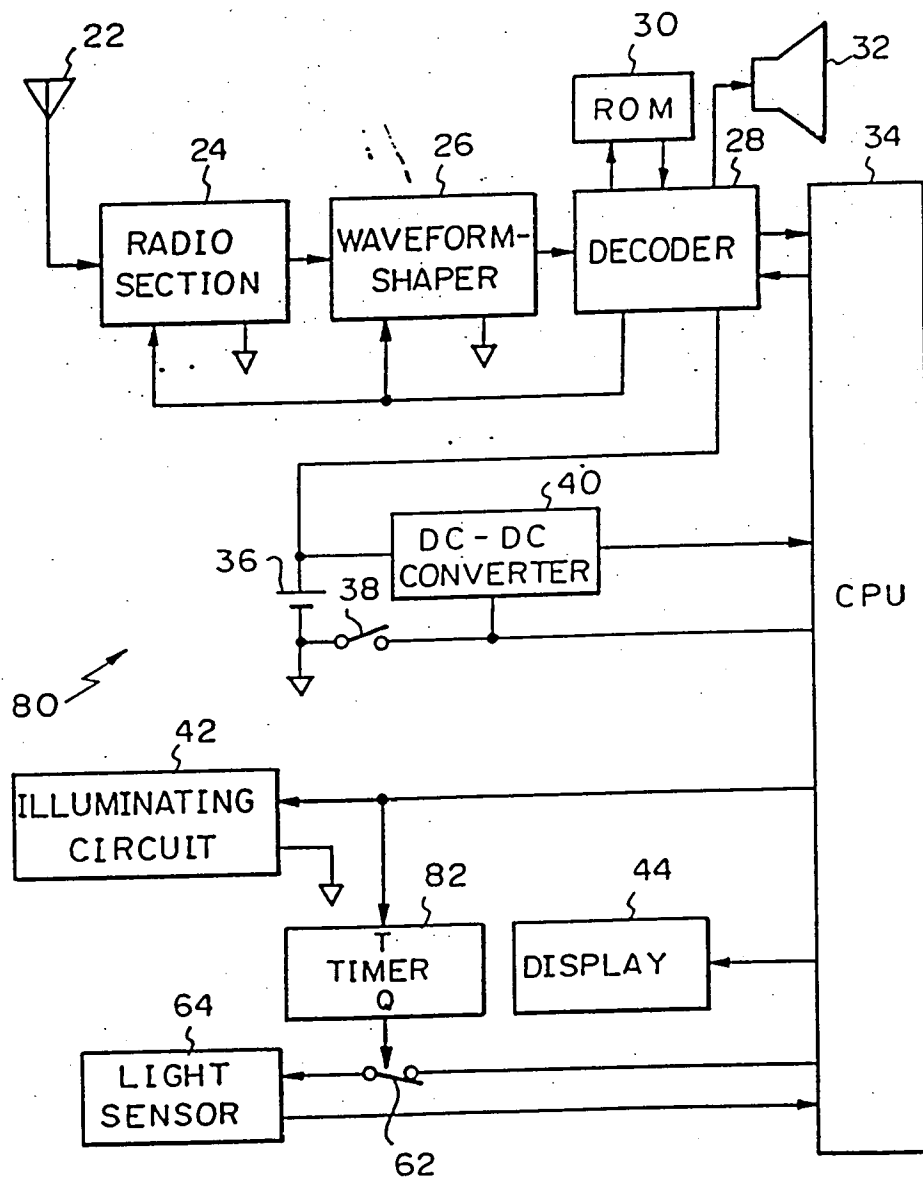 22
30
ROM
32
24
26
28
34
RADIO
SECTION
WAVEFORM-
SHAPER
DECODER
40
DC-DC
CONVERTER
36
38
CPU
80
42
ILLUMINATING
CIRCUIT
82
T
TIMER
Q
44
DISPLAY
64
LIGHT
SENSOR
62